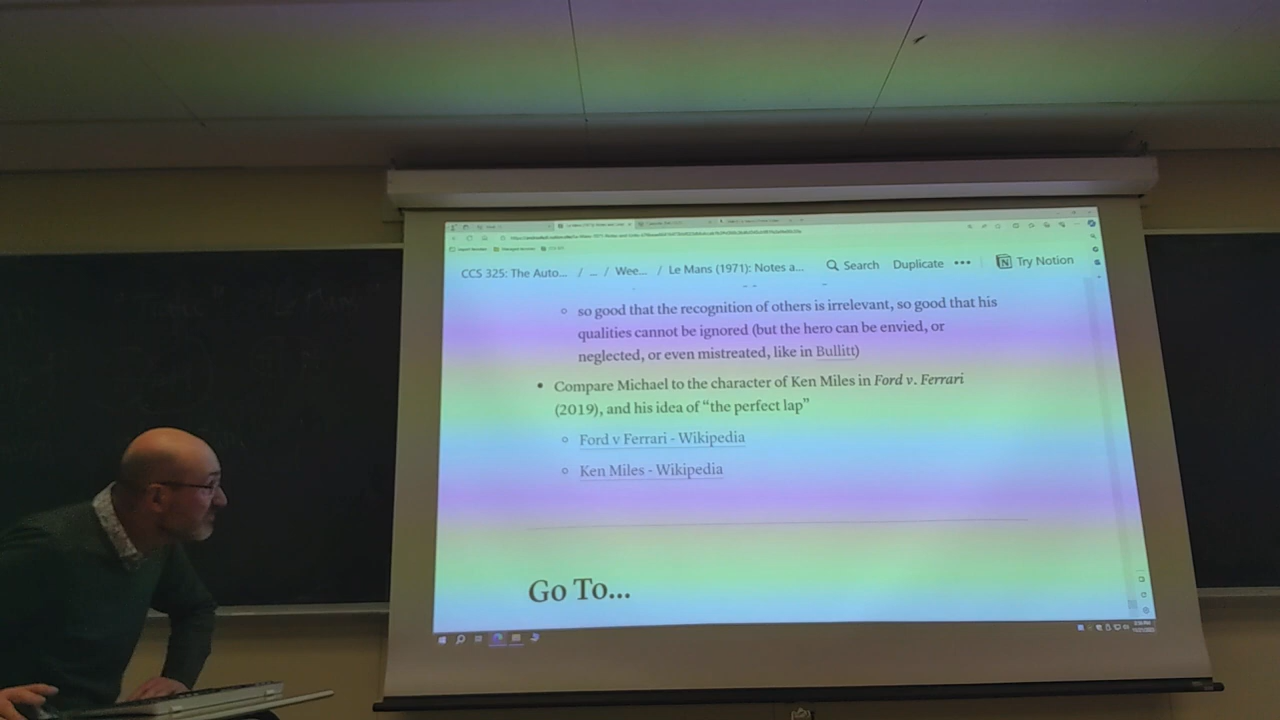 CCS 325: The Auto... / ... / Wee... / Le Mans (1971): Notes a... Search Duplicate ••• Try Notion
◦ so good that the recognition of others is irrelevant, so good that his
qualities cannot be ignored (but the hero can be envied, or
neglected, or even mistreated, like in Bullitt)
• Compare Michael to the character of Ken Miles in Ford v. Ferrari
(2019), and his idea of “the perfect lap”
◦ Ford v Ferrari - Wikipedia
◦ Ken Miles - Wikipedia
Go To...